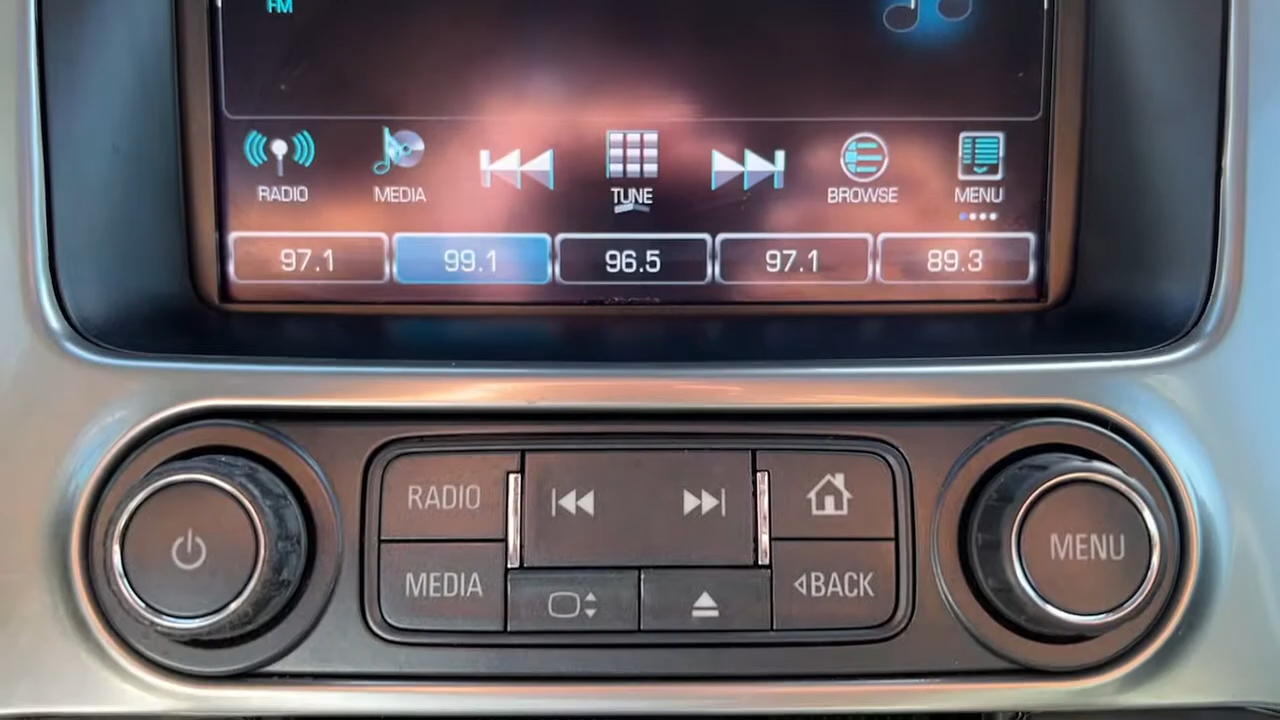 FM
RADIO MEDIA TUNE BROWSE MENU
97.1 99.1 96.5 97.1 89.3
RADIO
MEDIA ◃BACK
MENU